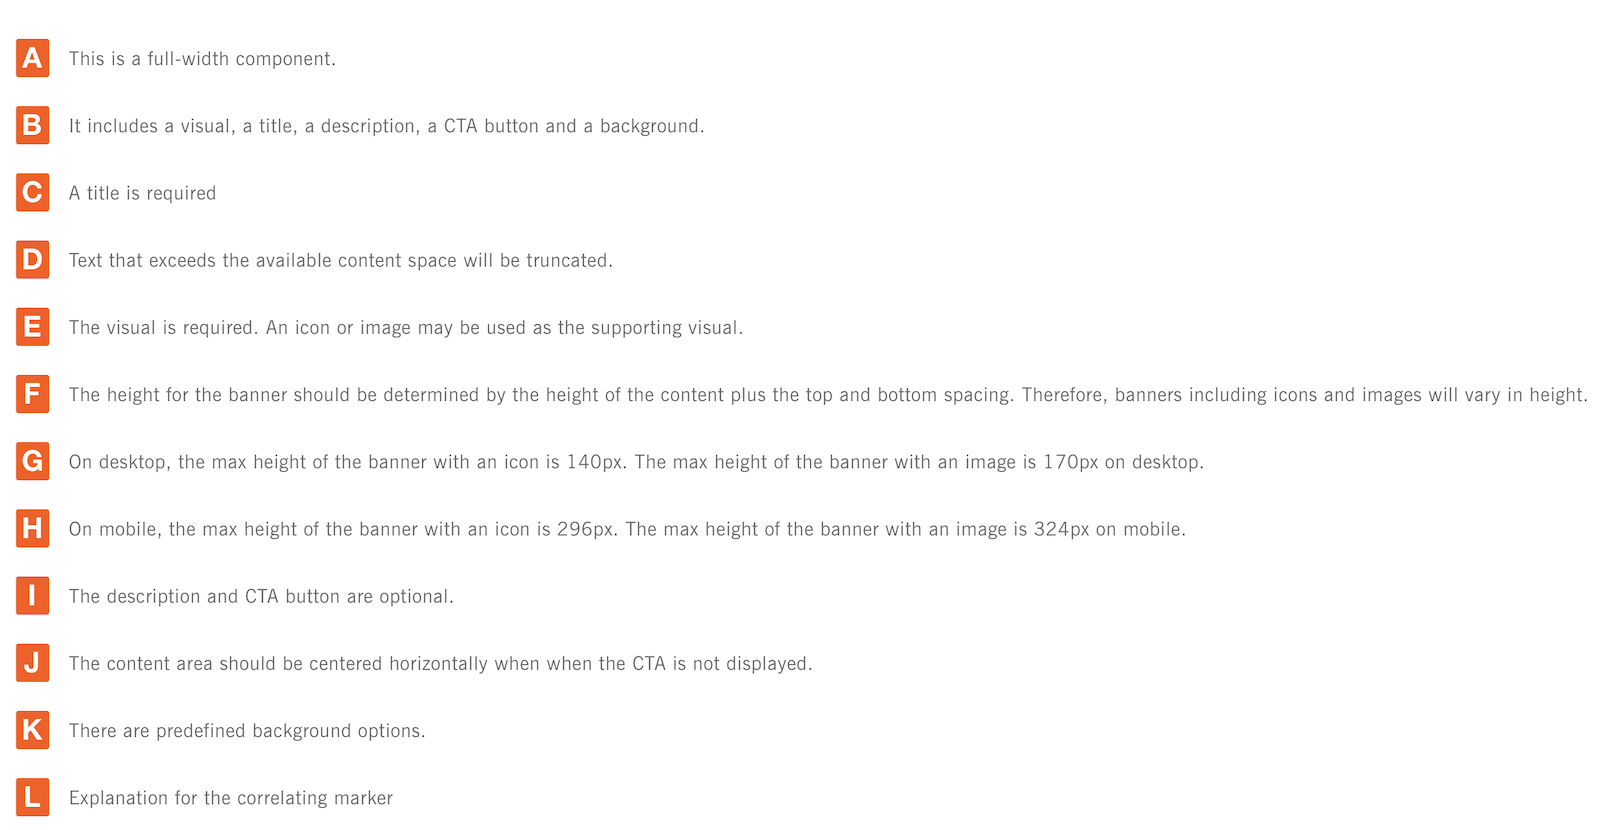 A This is a full-width component.
B It includes a visual, a title, a description, a CTA button and a background.
C A title is required
D Text that exceeds the available content space will be truncated.
E The visual is required. An icon or image may be used as the supporting visual.
F The height for the banner should be determined by the height of the content plus the top and bottom spacing. Therefore, banners including icons and images will vary in height.
G On desktop, the max height of the banner with an icon is 140px. The max height of the banner with an image is 170px on desktop.
H On mobile, the max height of the banner with an icon is 296px. The max height of the banner with an image is 324px on mobile.
I The description and CTA button are optional.
J The content area should be centered horizontally when when the CTA is not displayed.
K There are predefined background options.
L Explanation for the correlating marker